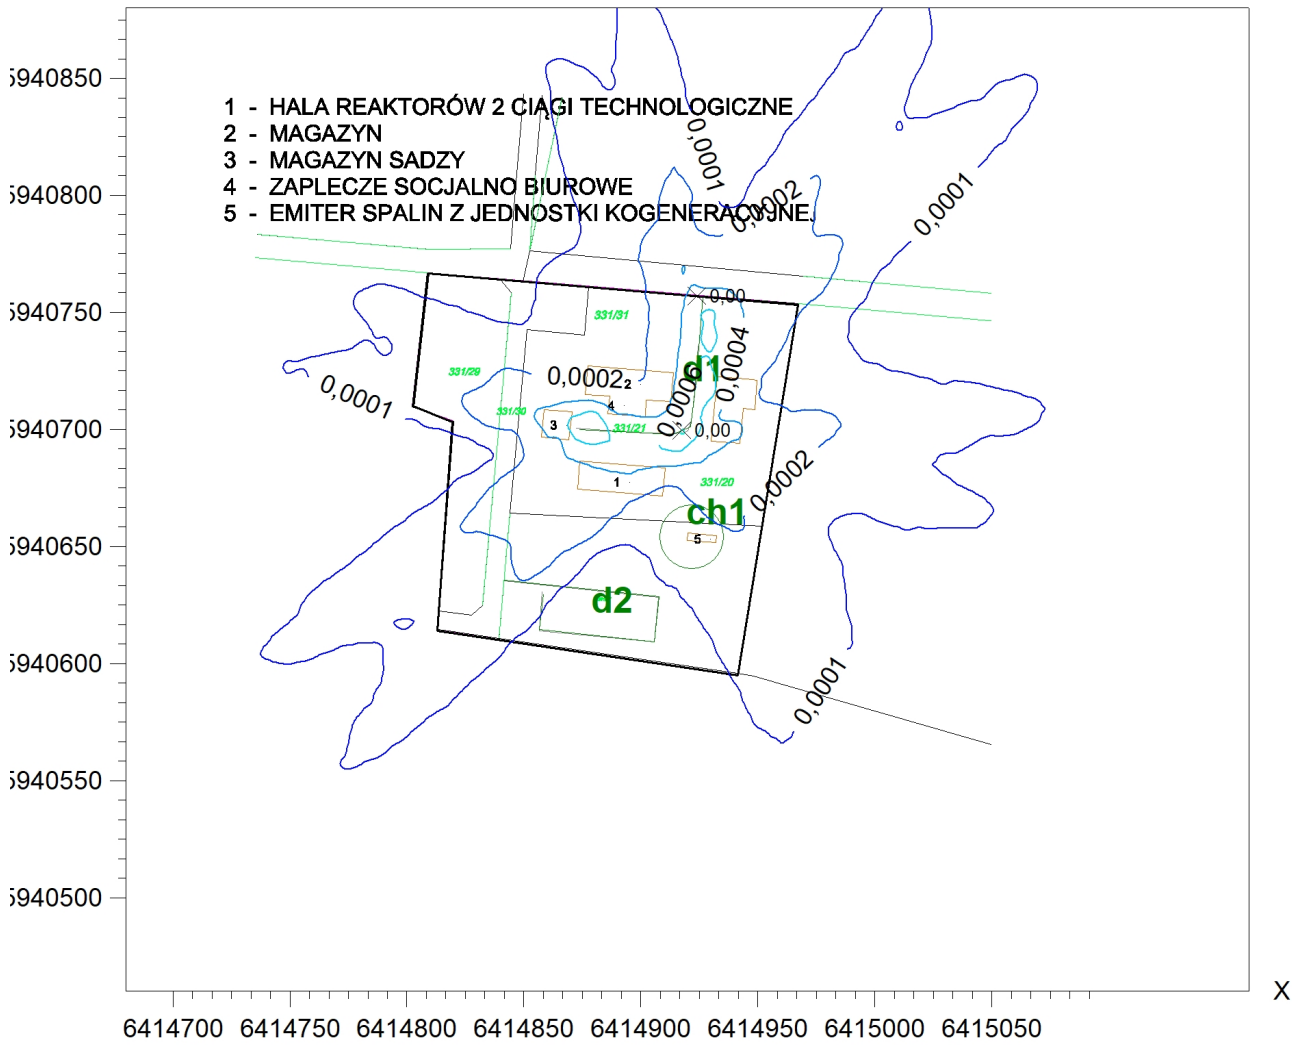 5940850
1 - HALA REAKTORÓW 2 CIĄGI TECHNOLOGICZNE
2 - MAGAZYN
3 - MAGAZYN SADZY
4 - ZAPLECZE SOCJALNO BIUROWE
5 - EMITER SPALIN Z JEDNOSTKI KOGENERACYJNEJ
0,0001
0,0002
0,0001
5940800
5940750
331/31
0,00
331/29
0,0002
2
d1
0,0004
0,0006
0,0001
331/30
4
3
331/21
0,00
5940700
1
331/20
0,0002
ch1
5
5940650
d2
5940600
0,0001
5940550
5940500
X
6414700 6414750 6414800 6414850 6414900 6414950 6415000 6415050